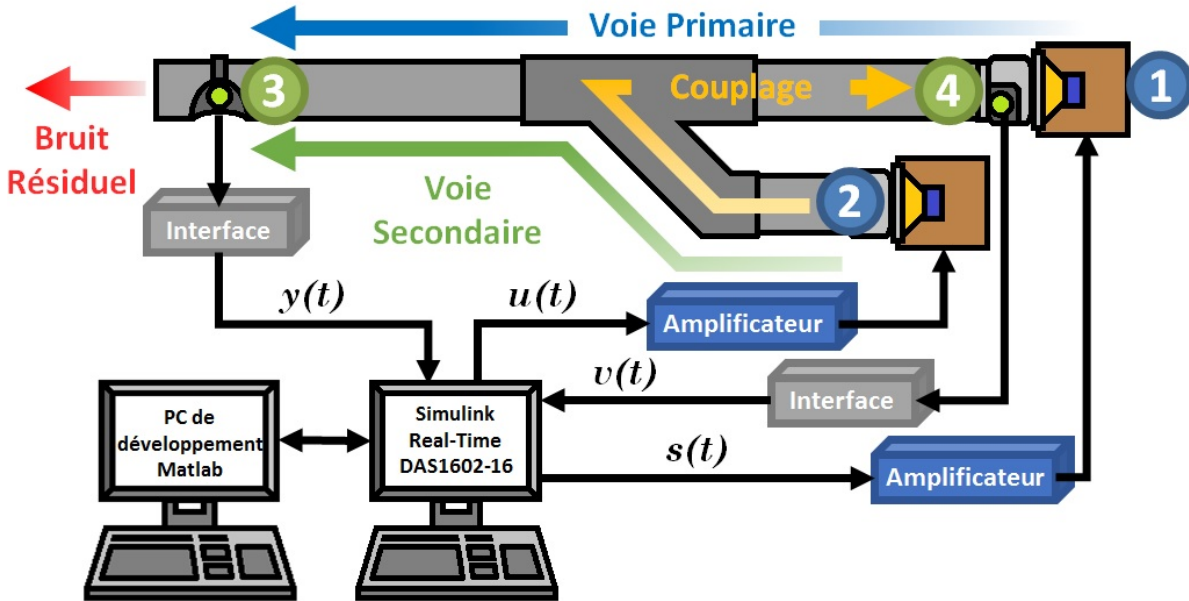 Voie Primaire
3
Couplage
4
1
Bruit
Résiduel
Voie
Secondaire
2
Interface
y(t)
u(t)
Amplificateur
v(t)
Interface
PC de
développement
Matlab
Simulink
Real-Time
DAS1602-16
s(t)
Amplificateur